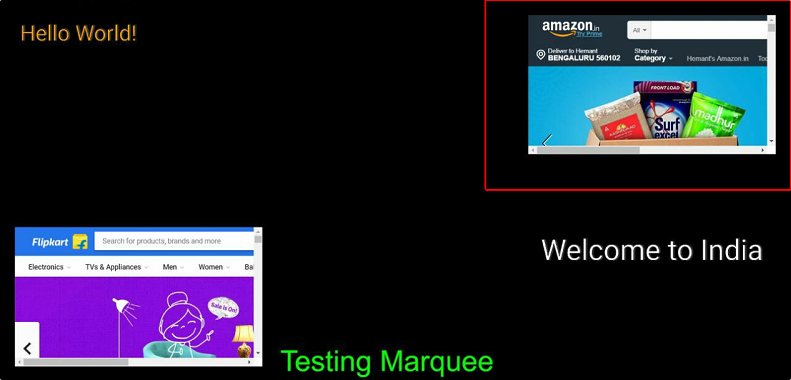 Hello World!
amazon.in
Try Prime
All
Deliver to Hemant
BENGALURU 560102
Shop by
Category
Hemant's Amazon.in
FRONT LOAD
Surf
excel
madhur
Flipkart
Search for products, brands and more
Electronics
TVs & Appliances
Men
Women
Sale Is On!
Welcome to India
Testing Marquee